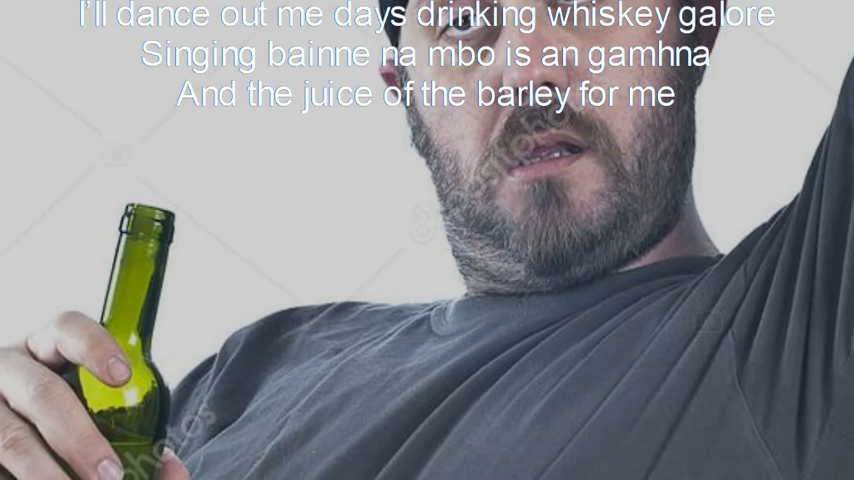 I'll dance out me days drinking whiskey galore
Singing bainne na mbo is an gamhna
And the juice of the barley for me